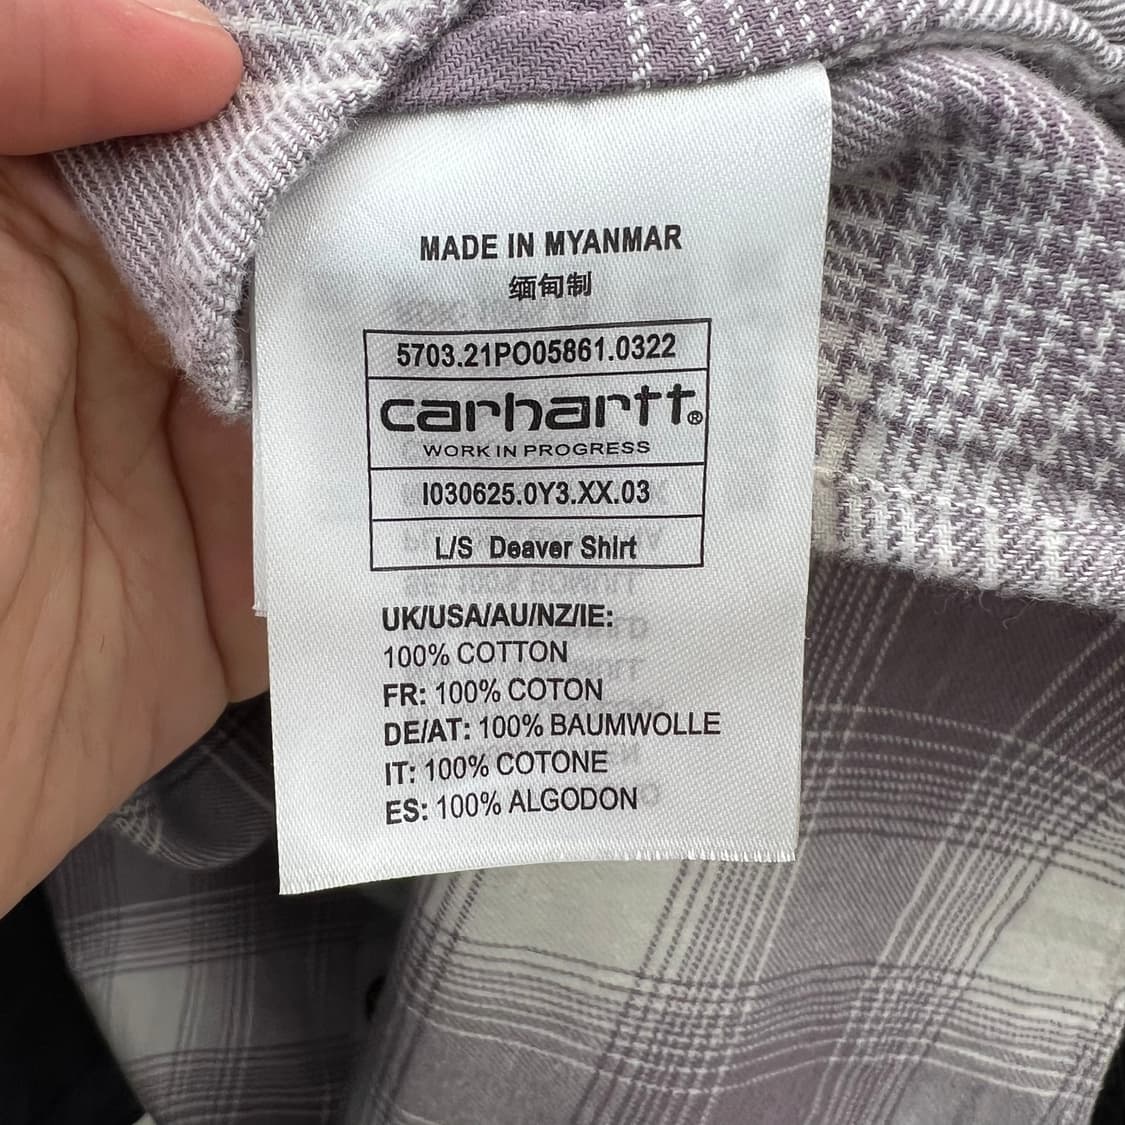 MADE IN MYANMAR
缅甸制
5703.21PO05861.0322
carhartt®
WORK IN PROGRESS
I030625.0Y3.XX.03
L/S Deaver Shirt
UK/USA/AU/NZ/IE:
100% COTTON
FR: 100% COTON
DE/AT: 100% BAUMWOLLE
IT: 100% COTONE
ES: 100% ALGODON